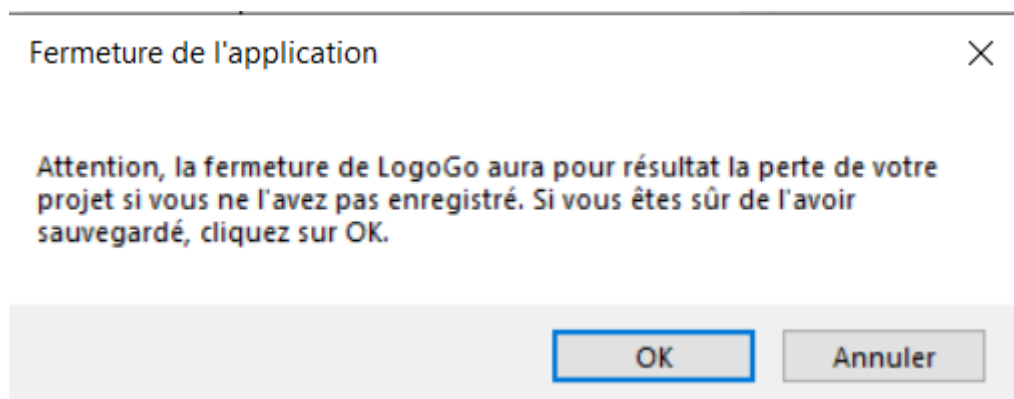 Fermeture de l'application
Attention, la fermeture de LogoGo aura pour résultat la perte de votre
projet si vous ne l'avez pas enregistré. Si vous êtes sûr de l'avoir
sauvegardé, cliquez sur OK.
OK Annuler